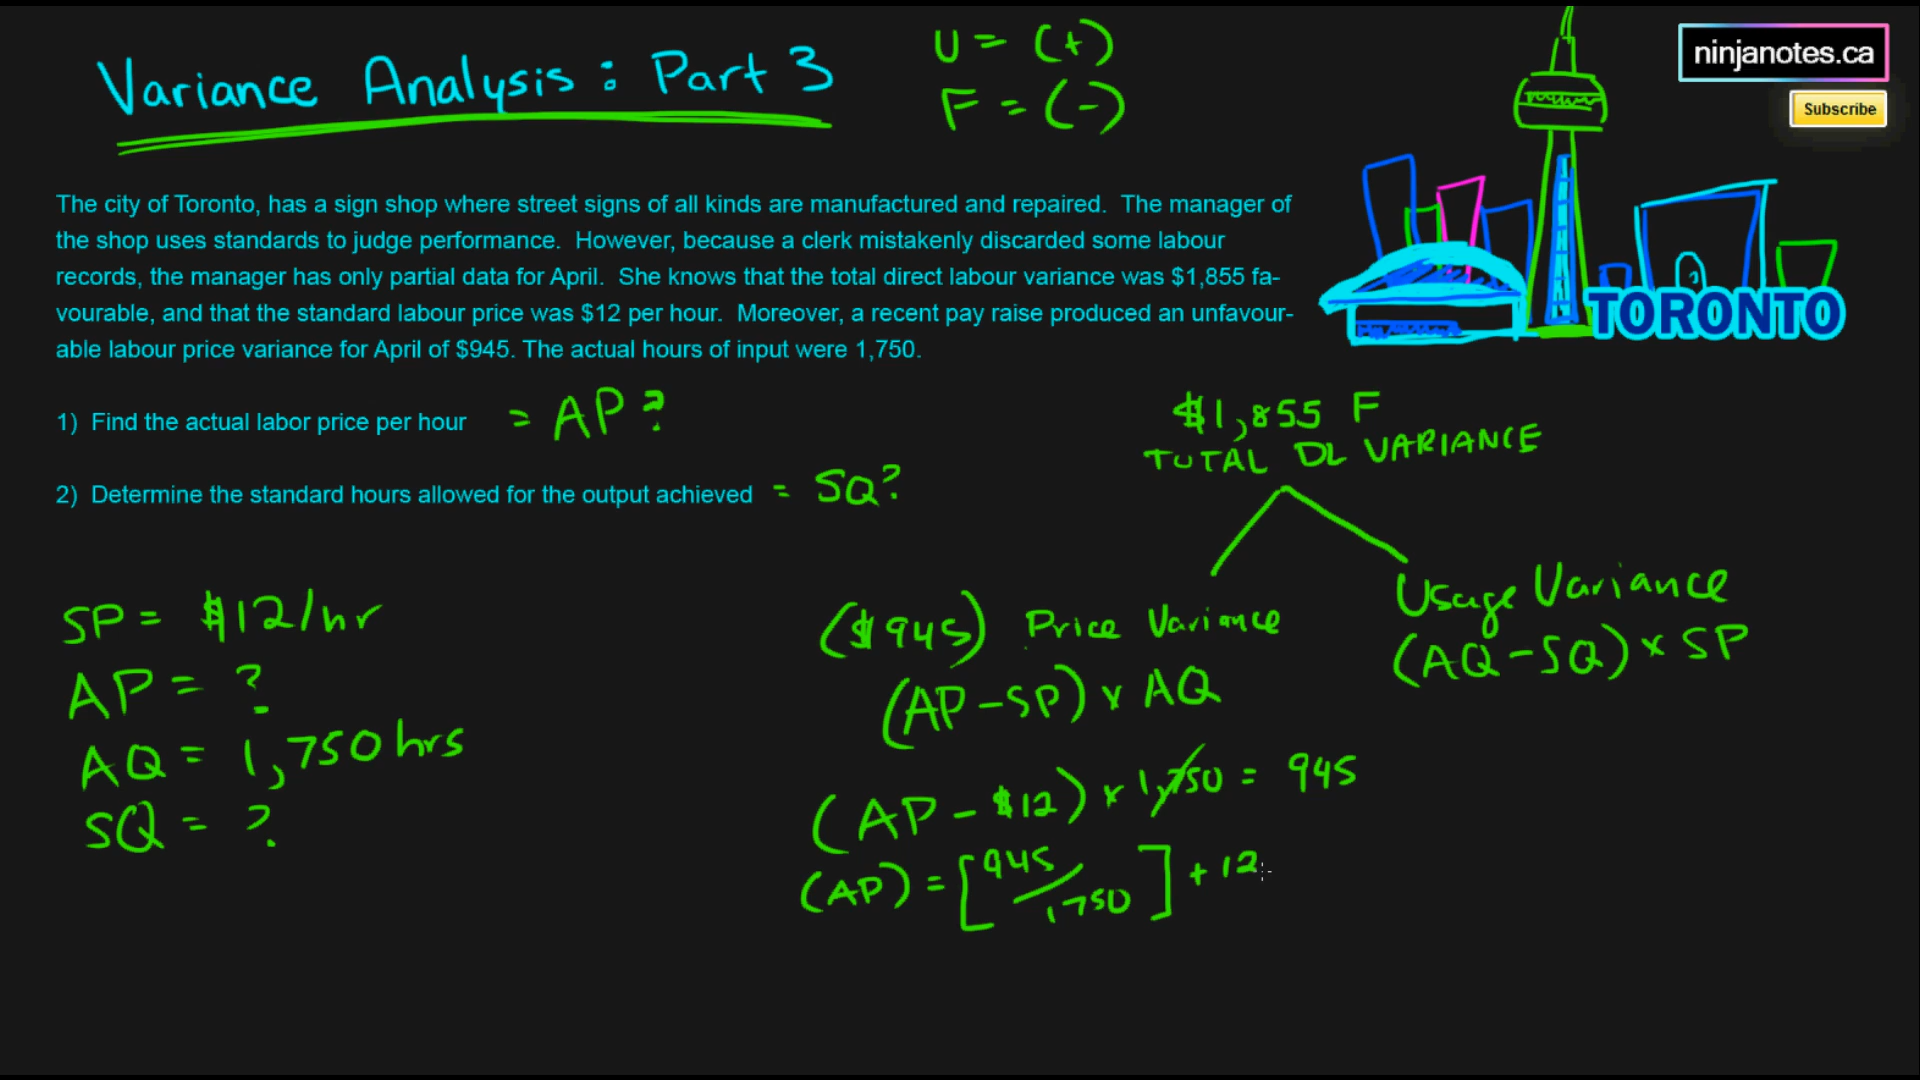 Variance Analysis: Part 3
U = (+)
F = (-)
ninjanotes.ca
Subscribe
The city of Toronto, has a sign shop where street signs of all kinds are manufactured and repaired. The manager of
the shop uses standards to judge performance. However, because a clerk mistakenly discarded some labour
records, the manager has only partial data for April. She knows that the total direct labour variance was $1,855 fa-
vourable, and that the standard labour price was $12 per hour. Moreover, a recent pay raise produced an unfavour-
able labour price variance for April of $945. The actual hours of input were 1,750.
TORONTO
1) Find the actual labor price per hour = AP?
2) Determine the standard hours allowed for the output achieved = SQ?
$1,855 F
TOTAL DL VARIANCE
SP = $12/hr
AP = ?
AQ = 1,750 hrs
SQ = ?
($945) Price Variance
(AP-SP) x AQ
(AP - $12) x 1,750 = 945
(AP) = [945/1750] + 12
Usage Variance
(AQ-SQ) x SP